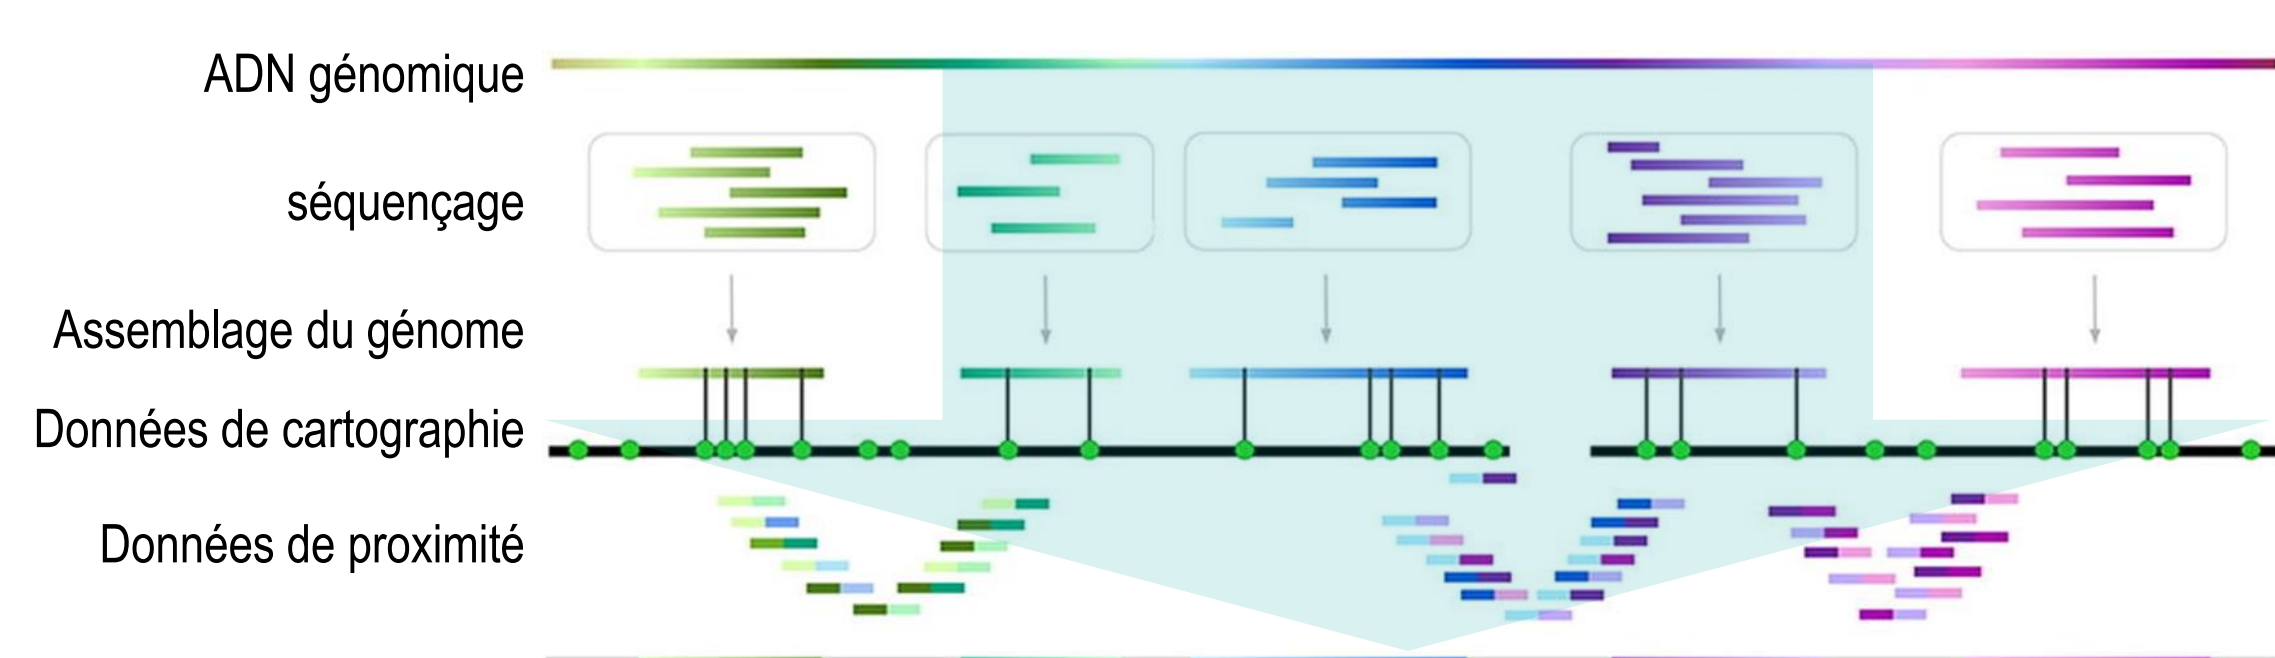 ADN génomique
séquençage
Assemblage du génome
Données de cartographie
Données de proximité